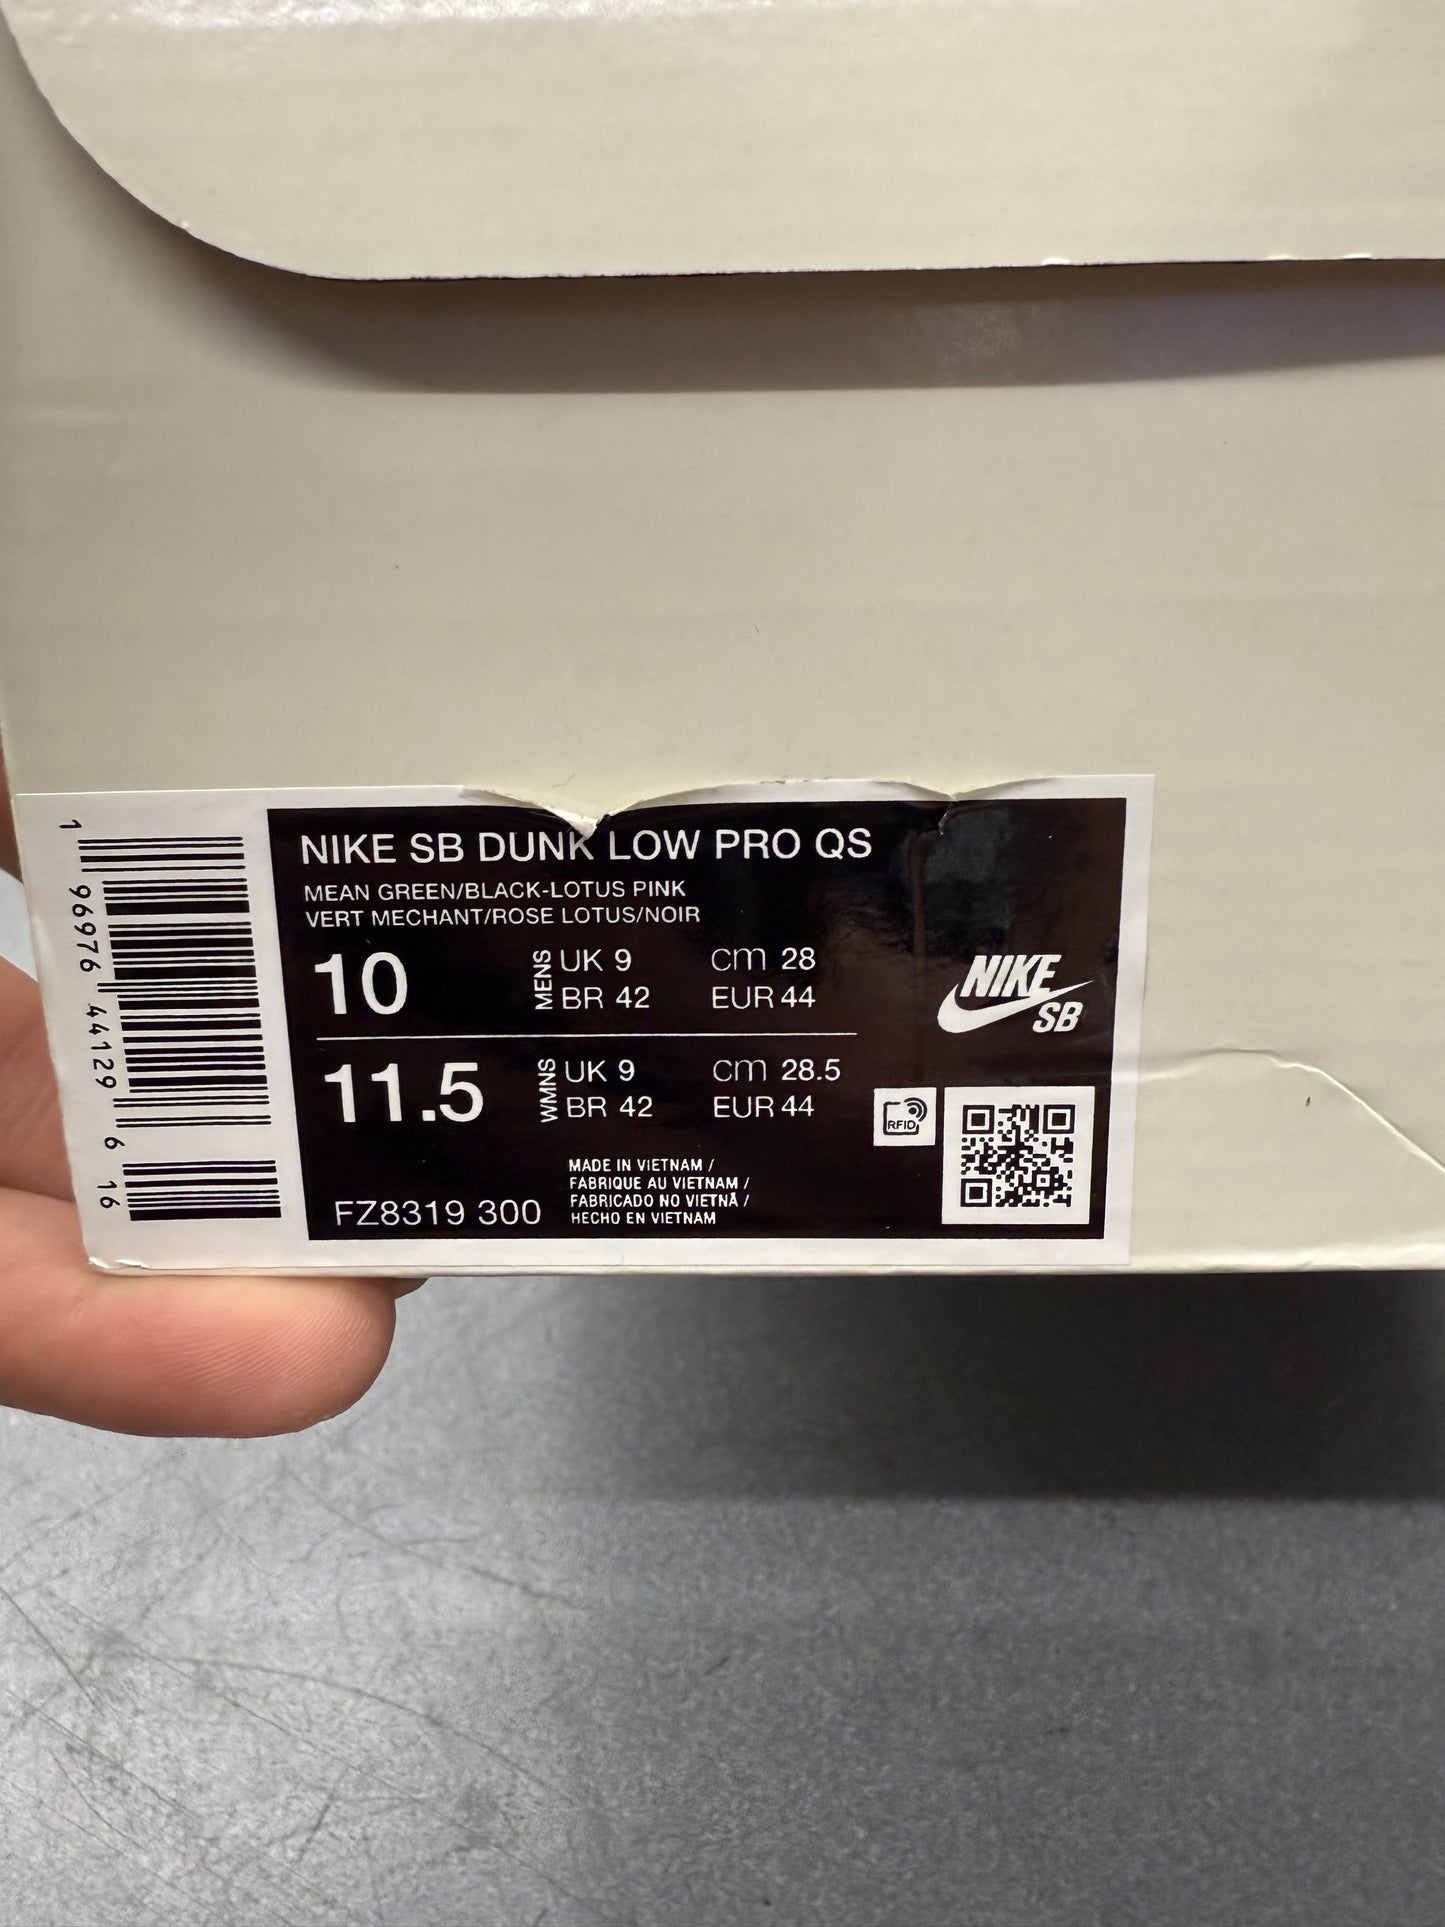 1 96976 44129 6 16
NIKE SB DUNK LOW PRO QS
MEAN GREEN/BLACK-LOTUS PINK
VERT MECHANT/ROSE LOTUS/NOIR
10 MENS UK 9 cm 28
BR 42 EUR 44
11.5 WMNS UK 9 cm 28.5
BR 42 EUR 44
NIKE
SB
RFID
MADE IN VIETNAM /
FABRIQUE AU VIETNAM /
FABRICADO NO VIETNÃ /
HECHO EN VIETNAM
FZ8319 300